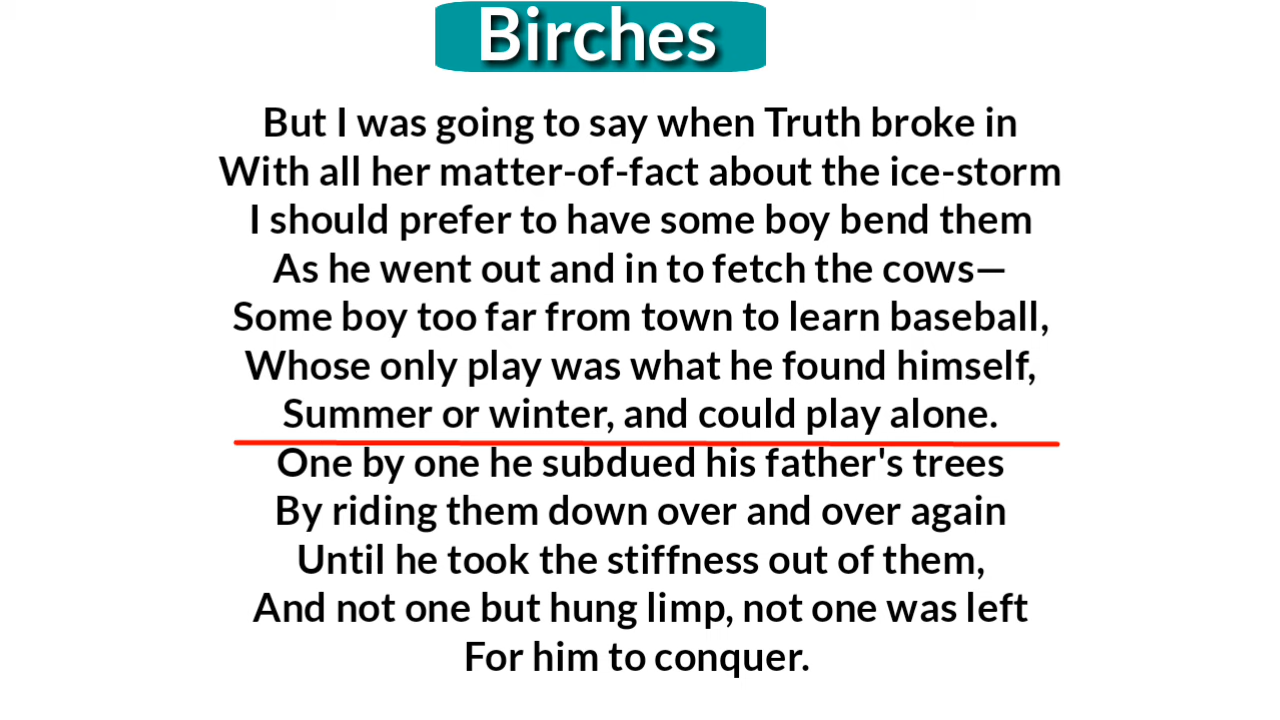 Birches
But I was going to say when Truth broke in
With all her matter-of-fact about the ice-storm
I should prefer to have some boy bend them
As he went out and in to fetch the cows—
Some boy too far from town to learn baseball,
Whose only play was what he found himself,
Summer or winter, and could play alone.
One by one he subdued his father's trees
By riding them down over and over again
Until he took the stiffness out of them,
And not one but hung limp, not one was left
For him to conquer.